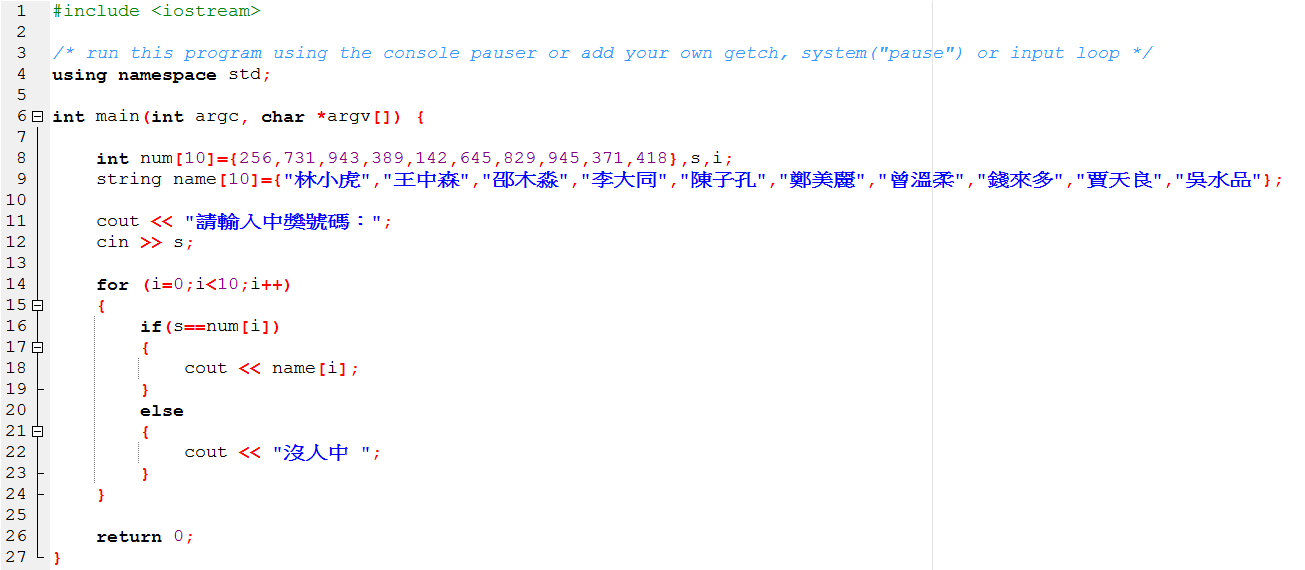 1 #include <iostream>
2
3 /* run this program using the console pauser or add your own getch, system("pause") or input loop */
4 using namespace std;
5
6 int main(int argc, char *argv[]) {
7
8 int num[10]={256,731,943,389,142,645,829,945,371,418},s,i;
9 string name[10]={"林小虎","王中森","邵木淼","李大同","陳子孔","鄭美麗","曾溫柔","錢來多","賈天良","吳水品"};
10
11 cout << "請輸入中獎號碼：";
12 cin >> s;
13
14 for (i=0;i<10;i++)
15 {
16 if(s==num[i])
17 {
18 cout << name[i];
19 }
20 else
21 {
22 cout << "沒人中 ";
23 }
24 }
25
26 return 0;
27 }